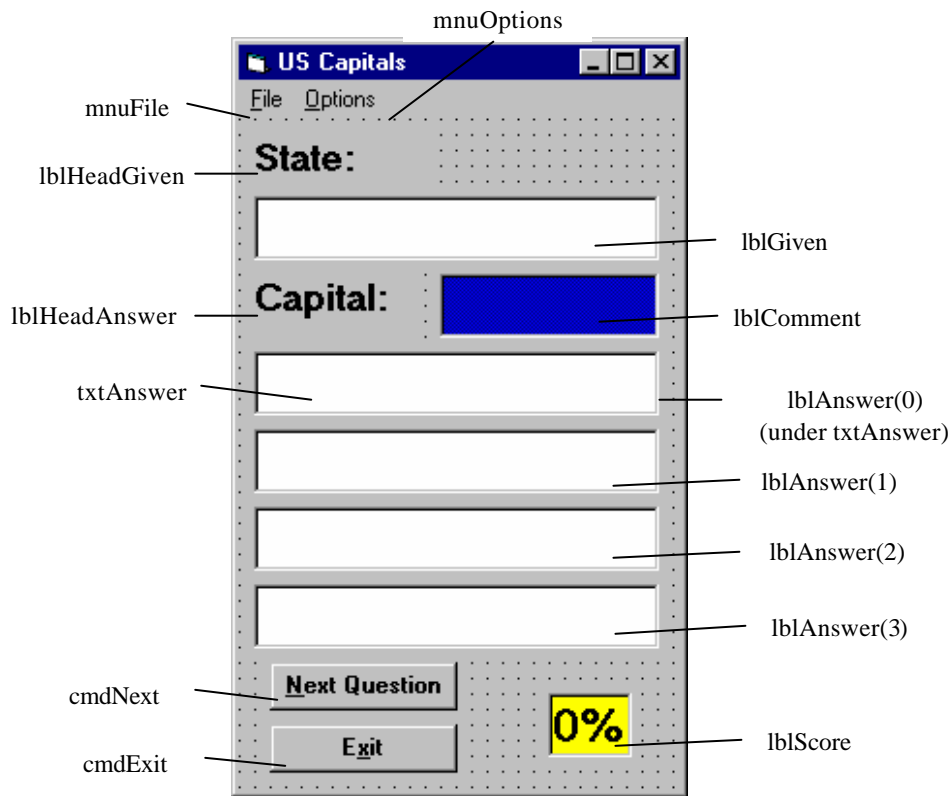 mnuOptions
US Capitals
File Options
mnuFile
State:
lblHeadGiven
lblGiven
Capital:
lblHeadAnswer
lblComment
txtAnswer
lblAnswer(0)
(under txtAnswer)
lblAnswer(1)
lblAnswer(2)
lblAnswer(3)
Next Question
cmdNext
0%
lblScore
Exit
cmdExit